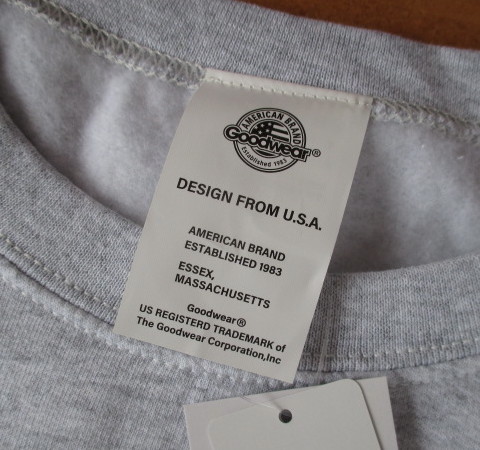 AMERICAN BRAND
Goodwear®
Established 1983
DESIGN FROM U.S.A.
AMERICAN BRAND
ESTABLISHED 1983
ESSEX,
MASSACHUSETTS
Goodwear®
US REGISTERD TRADEMARK of
The Goodwear Corporation,Inc